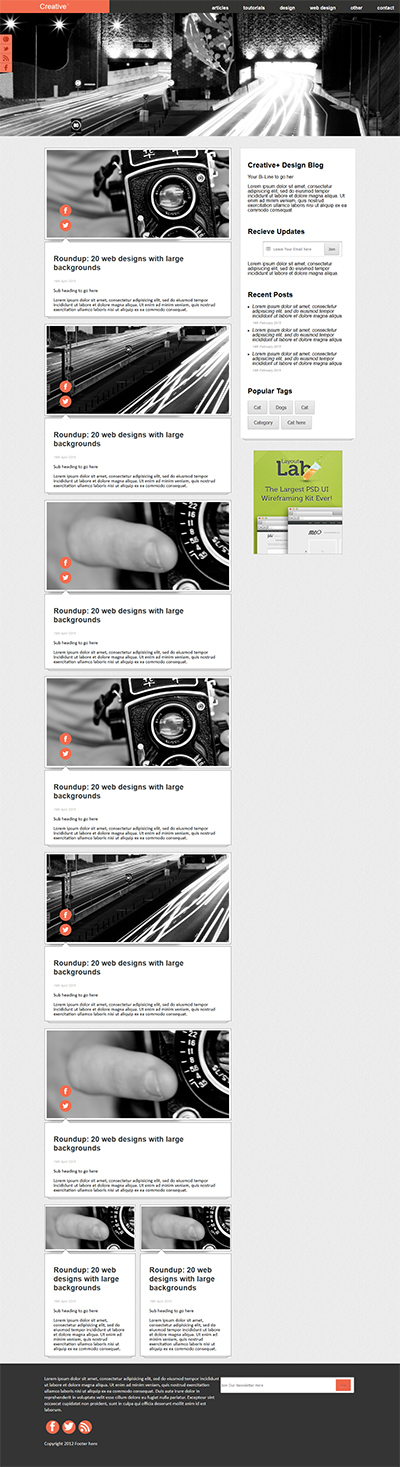 Creative+
articles toutorials design web design other contact
Roundup: 20 web designs with large
backgrounds
Sub heading to go here
Lorem ipsum dolor sit amet, consectetur adipisicing elit, sed do eiusmod tempor
incididunt ut labore et dolore magna aliqua. Ut enim ad minim veniam, quis nostrud
exercitation ullamco laboris nisi ut aliquip ex ea commodo consequat.
Roundup: 20 web designs with large
backgrounds
Sub heading to go here
Lorem ipsum dolor sit amet, consectetur adipisicing elit, sed do eiusmod tempor
incididunt ut labore et dolore magna aliqua. Ut enim ad minim veniam, quis nostrud
exercitation ullamco laboris nisi ut aliquip ex ea commodo consequat.
Roundup: 20 web designs with large
backgrounds
Sub heading to go here
Lorem ipsum dolor sit amet, consectetur adipisicing elit, sed do eiusmod tempor
incididunt ut labore et dolore magna aliqua. Ut enim ad minim veniam, quis nostrud
exercitation ullamco laboris nisi ut aliquip ex ea commodo consequat.
Roundup: 20 web designs with large
backgrounds
Sub heading to go here
Lorem ipsum dolor sit amet, consectetur adipisicing elit, sed do eiusmod tempor
incididunt ut labore et dolore magna aliqua. Ut enim ad minim veniam, quis nostrud
exercitation ullamco laboris nisi ut aliquip ex ea commodo consequat.
Roundup: 20 web designs with large
backgrounds
Sub heading to go here
Lorem ipsum dolor sit amet, consectetur adipisicing elit, sed do eiusmod tempor
incididunt ut labore et dolore magna aliqua. Ut enim ad minim veniam, quis nostrud
exercitation ullamco laboris nisi ut aliquip ex ea commodo consequat.
Roundup: 20 web designs with large
backgrounds
Sub heading to go here
Lorem ipsum dolor sit amet, consectetur adipisicing elit, sed do eiusmod tempor
incididunt ut labore et dolore magna aliqua. Ut enim ad minim veniam, quis nostrud
exercitation ullamco laboris nisi ut aliquip ex ea commodo consequat.
Roundup: 20 web
designs with large
backgrounds
Sub heading to go here
Lorem ipsum dolor sit amet, consectetur
adipisicing elit, sed do
eiusmod tempor incididunt ut labore
et dolore magna aliqua. Ut enim ad
minim veniam, quis nostrud
exercitation ullamco laboris nisi ut
aliquip ex ea commodo consequat.
Roundup: 20 web
designs with large
backgrounds
Sub heading to go here
Lorem ipsum dolor sit amet, consectetur
adipisicing elit, sed do
eiusmod tempor incididunt ut labore
et dolore magna aliqua. Ut enim ad
minim veniam, quis nostrud
exercitation ullamco laboris nisi ut
aliquip ex ea commodo consequat.
Creative+ Design Blog
Your Bi-Line to go her
Lorem ipsum dolor sit amet, consectetur
adipisicing elit, sed do eiusmod tempor
incididunt ut labore et dolore magna aliqua. Ut
enim ad minim veniam, quis nostrud
exercitation ullamco laboris nisi ut aliquip ex
ea commodo consequat.
Recieve Updates
Leave Your Email here
Join
Lorem ipsum dolor sit amet, consectetur
adipisicing elit, sed do eiusmod tempor
incididunt ut labore et dolore magna aliqua.
Recent Posts
Lorem ipsum dolor sit amet, consectetur
adipisicing elit, sed do eiusmod tempor
incididunt ut labore et dolore magna aliqua
Lorem ipsum dolor sit amet, consectetur
adipisicing elit, sed do eiusmod tempor
incididunt ut labore et dolore magna aliqua
Lorem ipsum dolor sit amet, consectetur
adipisicing elit, sed do eiusmod tempor
incididunt ut labore et dolore magna aliqua
Popular Tags
Cat Dogs Cat
Category Cat here
Layout
Lab
The Largest PSD UI
Wireframing Kit Ever!
Lorem ipsum dolor sit amet, consectetur adipisicing elit, sed do eiusmod tempor incididunt
ut labore et dolore magna aliqua. Ut enim ad minim veniam, quis nostrud exercitation
ullamco laboris nisi ut aliquip ex ea commodo consequat. Duis aute irure dolor in
reprehenderit in voluptate velit esse cillum dolore eu fugiat nulla pariatur. Excepteur sint
occaecat cupidatat non proident, sunt in culpa qui officia deserunt mollit anim id est
laborum.
Join Our Newsletter Here
Copyright 2012 Footer here